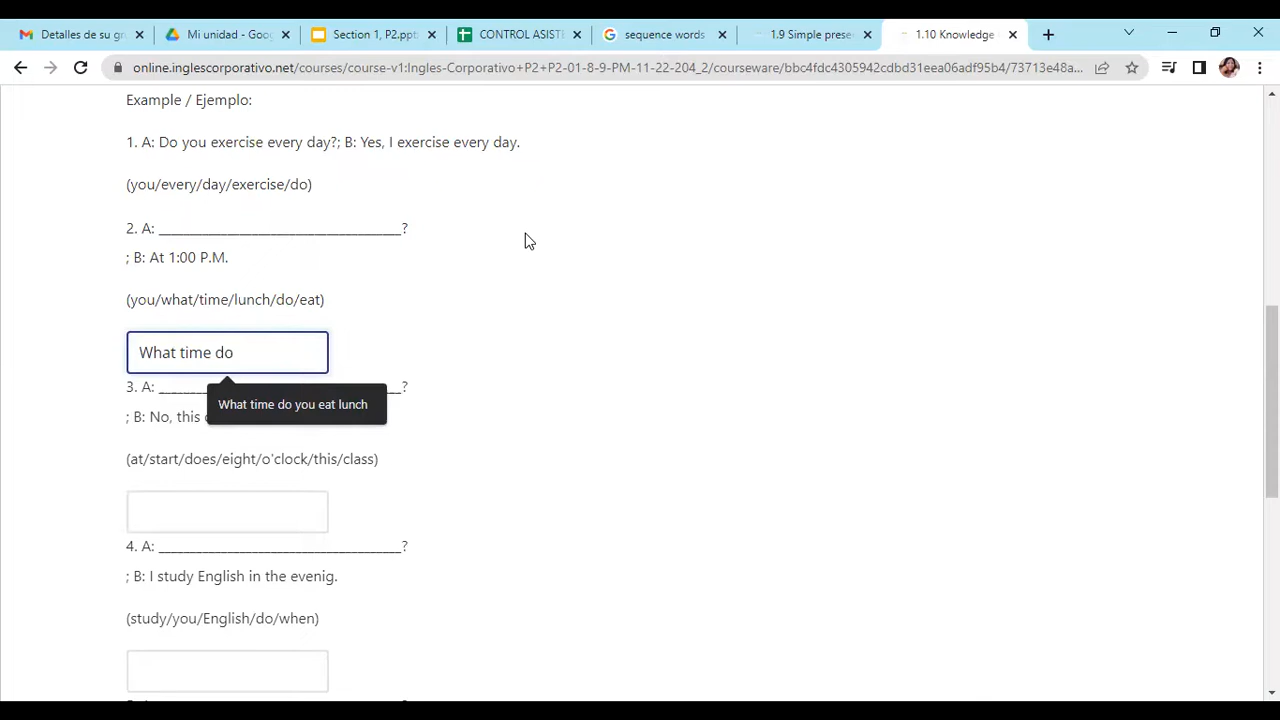 Detalles de su gr
Mi unidad - Goog
Section 1, P2.ppt
CONTROL ASIST
sequence words
1.9 Simple prese
1.10 Knowledge
online.inglescorporativo.net/courses/course-v1:Ingles-Corporativo+P2+P2-01-8-9-PM-11-22-204_2/courseware/bbc4fdc4305942cdbd31eea06adf95b4/73713e48a...
Example / Ejemplo:
1. A: Do you exercise every day?; B: Yes, I exercise every day.
(you/every/day/exercise/do)
2. A: ___________________________________?
; B: At 1:00 P.M.
(you/what/time/lunch/do/eat)
What time do
What time do you eat lunch
3. A: ___________________________________?
; B: No, this
(at/start/does/eight/o'clock/this/class)
4. A: ___________________________________?
; B: I study English in the evenig.
(study/you/English/do/when)